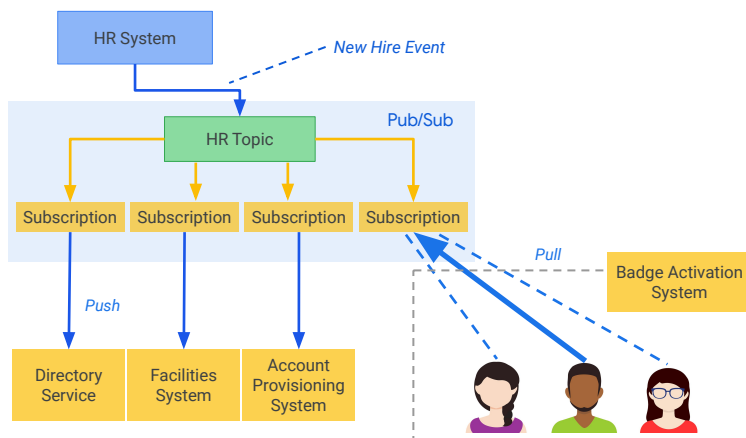 HR System
New Hire Event
Pub/Sub
HR Topic
Subscription
Subscription
Subscription
Subscription
Pull
Badge Activation
System
Push
Directory
Service
Facilities
System
Account
Provisioning
System